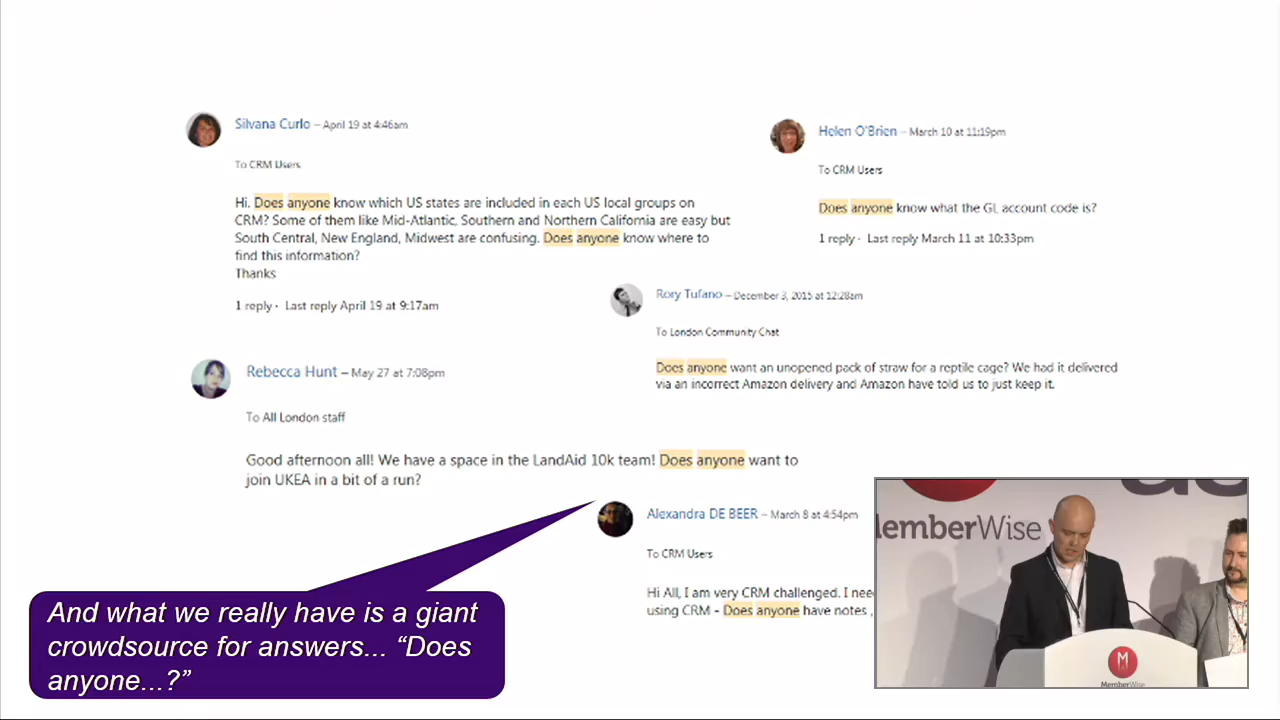 Silvana Curlo – April 19 at 4:46am
To CRM Users
Hi. Does anyone know which US states are included in each US local groups on
CRM? Some of them like Mid-Atlantic, Southern and Northern California are easy but
South Central, New England, Midwest are confusing. Does anyone know where to
find this information?
Thanks
1 reply · Last reply April 19 at 9:17am
Helen O'Brien – March 10 at 11:19pm
To CRM Users
Does anyone know what the GL account code is?
1 reply · Last reply March 11 at 10:33pm
Rory Tufano – December 3, 2015 at 12:28am
To London Community Chat
Does anyone want an unopened pack of straw for a reptile cage? We had it delivered
via an incorrect Amazon delivery and Amazon have told us to just keep it.
Rebecca Hunt – May 27 at 7:08pm
To All London staff
Good afternoon all! We have a space in the LandAid 10k team! Does anyone want to
join UKEA in a bit of a run?
Alexandra DE BEER – March 8 at 4:54pm
To CRM Users
Hi All, I am very CRM challenged. I nee
using CRM - Does anyone have notes ,
And what we really have is a giant
crowdsource for answers... “Does
anyone...?”
MemberWise
M
MemberWise